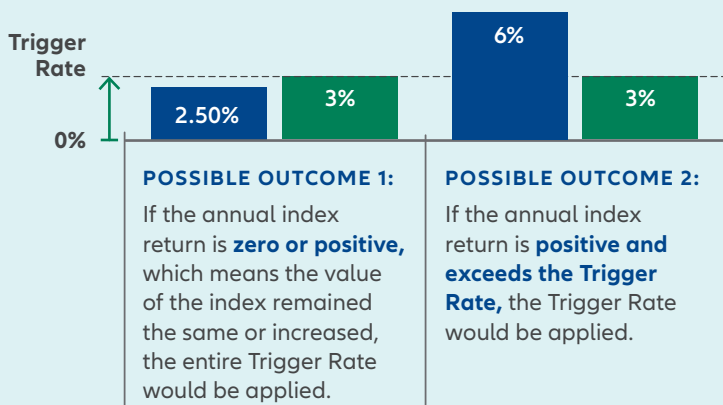 Trigger
Rate
0%
2.50%
3%
6%
3%
POSSIBLE OUTCOME 1:
If the annual index
return is zero or positive,
which means the value
of the index remained
the same or increased,
the entire Trigger Rate
would be applied.
POSSIBLE OUTCOME 2:
If the annual index
return is positive and
exceeds the Trigger
Rate, the Trigger Rate
would be applied.